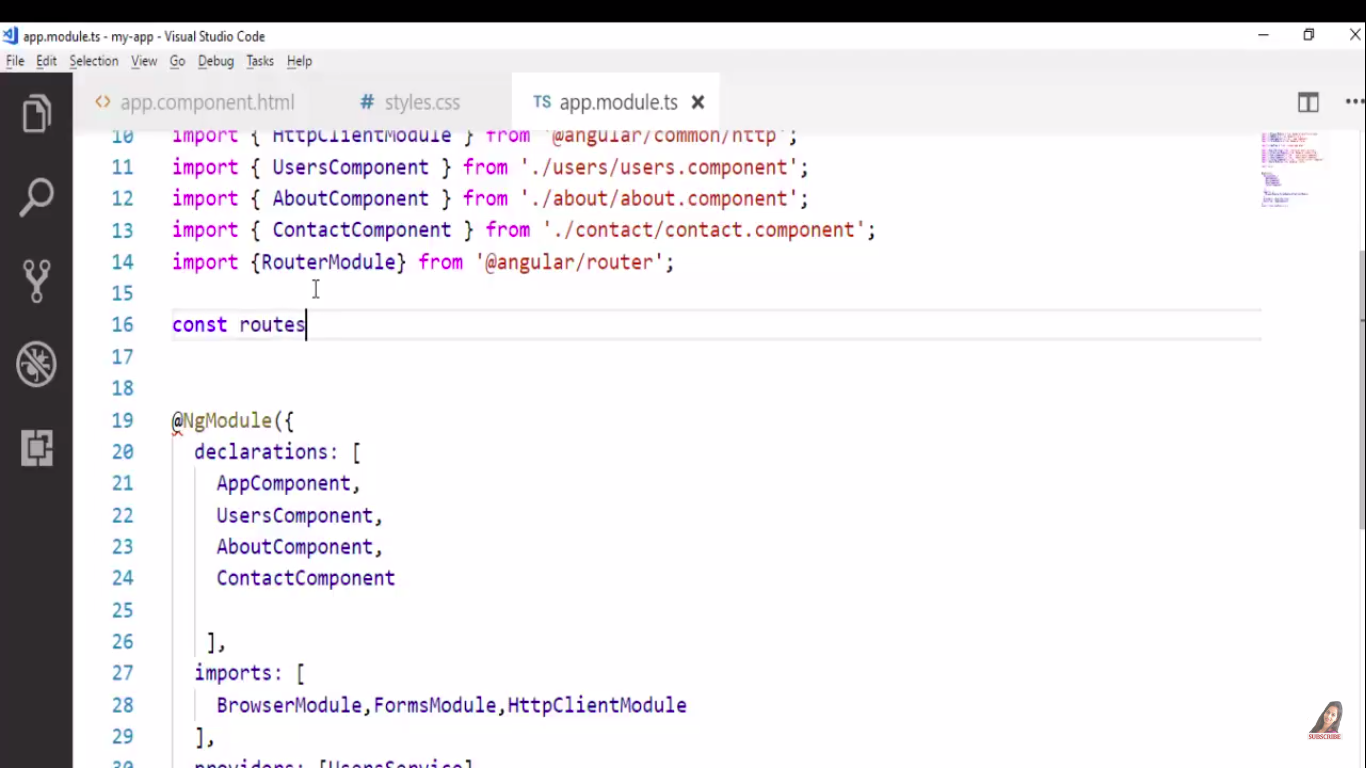 app.module.ts - my-app - Visual Studio Code
File Edit Selection View Go Debug Tasks Help
<> app.component.html # styles.css TS app.module.ts
10 import { HttpClientModule } from '@angular/common/http';
11 import { UsersComponent } from './users/users.component';
12 import { AboutComponent } from './about/about.component';
13 import { ContactComponent } from './contact/contact.component';
14 import {RouterModule} from '@angular/router';
15
16 const routes
17
18
19 @NgModule({
20 declarations: [
21 AppComponent,
22 UsersComponent,
23 AboutComponent,
24 ContactComponent
25
26 ],
27 imports: [
28 BrowserModule,FormsModule,HttpClientModule
29 ],
30 providers: [UsersService]
SUBSCRIBE